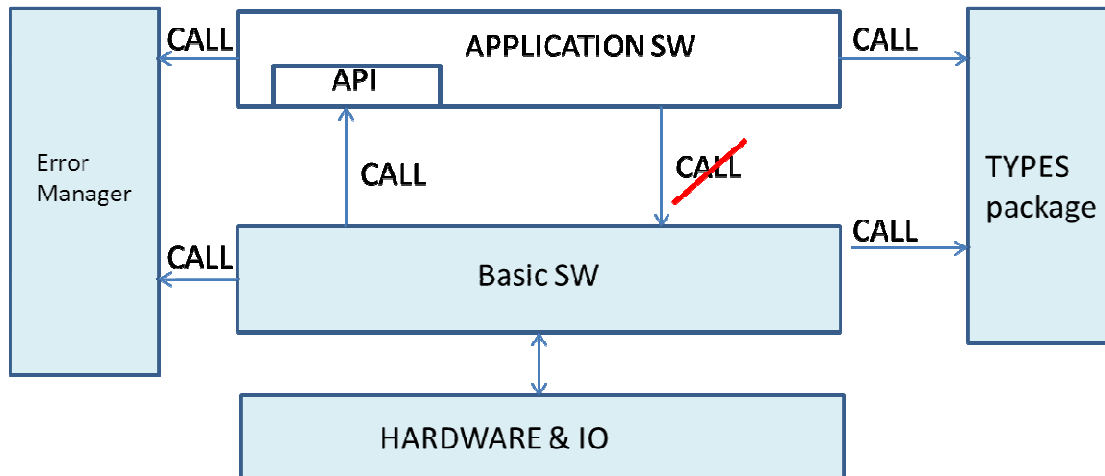 CALL
APPLICATION SW
CALL
API
Error
Manager
CALL
CALL
TYPES
package
CALL
CALL
Basic SW
HARDWARE & IO